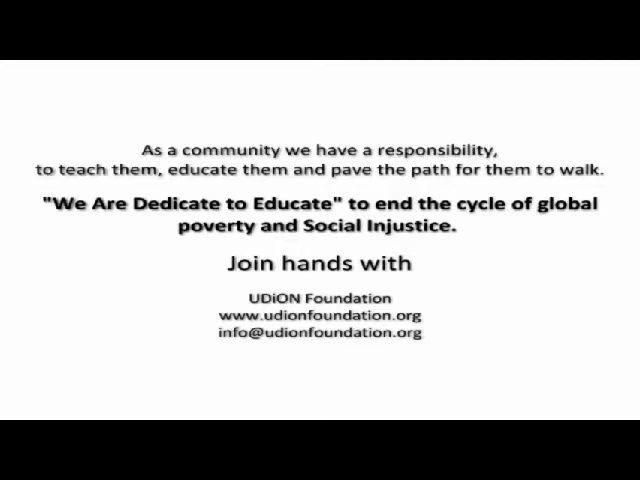 As a community we have a responsibility,
to teach them, educate them and pave the path for them to walk.
"We Are Dedicate to Educate" to end the cycle of global
poverty and Social Injustice.
Join hands with
UDiON Foundation
www.udionfoundation.org
info@udionfoundation.org